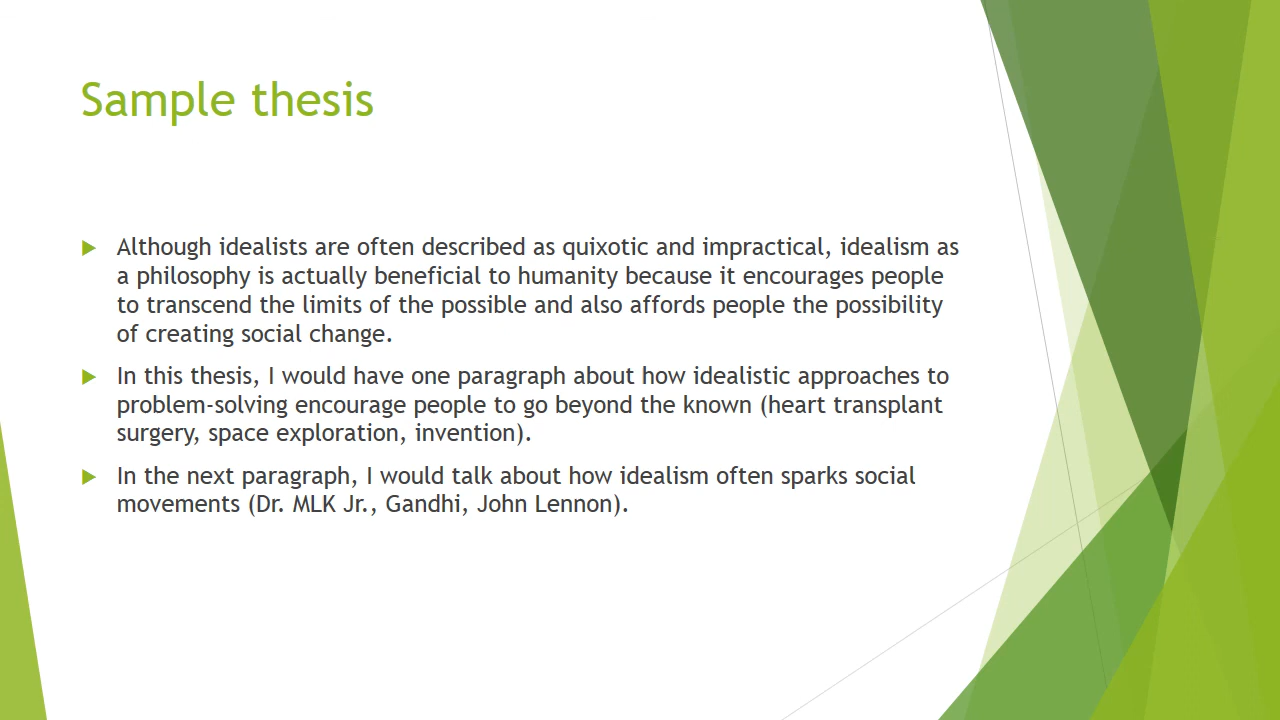 Sample thesis
Although idealists are often described as quixotic and impractical, idealism as
a philosophy is actually beneficial to humanity because it encourages people
to transcend the limits of the possible and also affords people the possibility
of creating social change.
In this thesis, I would have one paragraph about how idealistic approaches to
problem-solving encourage people to go beyond the known (heart transplant
surgery, space exploration, invention).
In the next paragraph, I would talk about how idealism often sparks social
movements (Dr. MLK Jr., Gandhi, John Lennon).